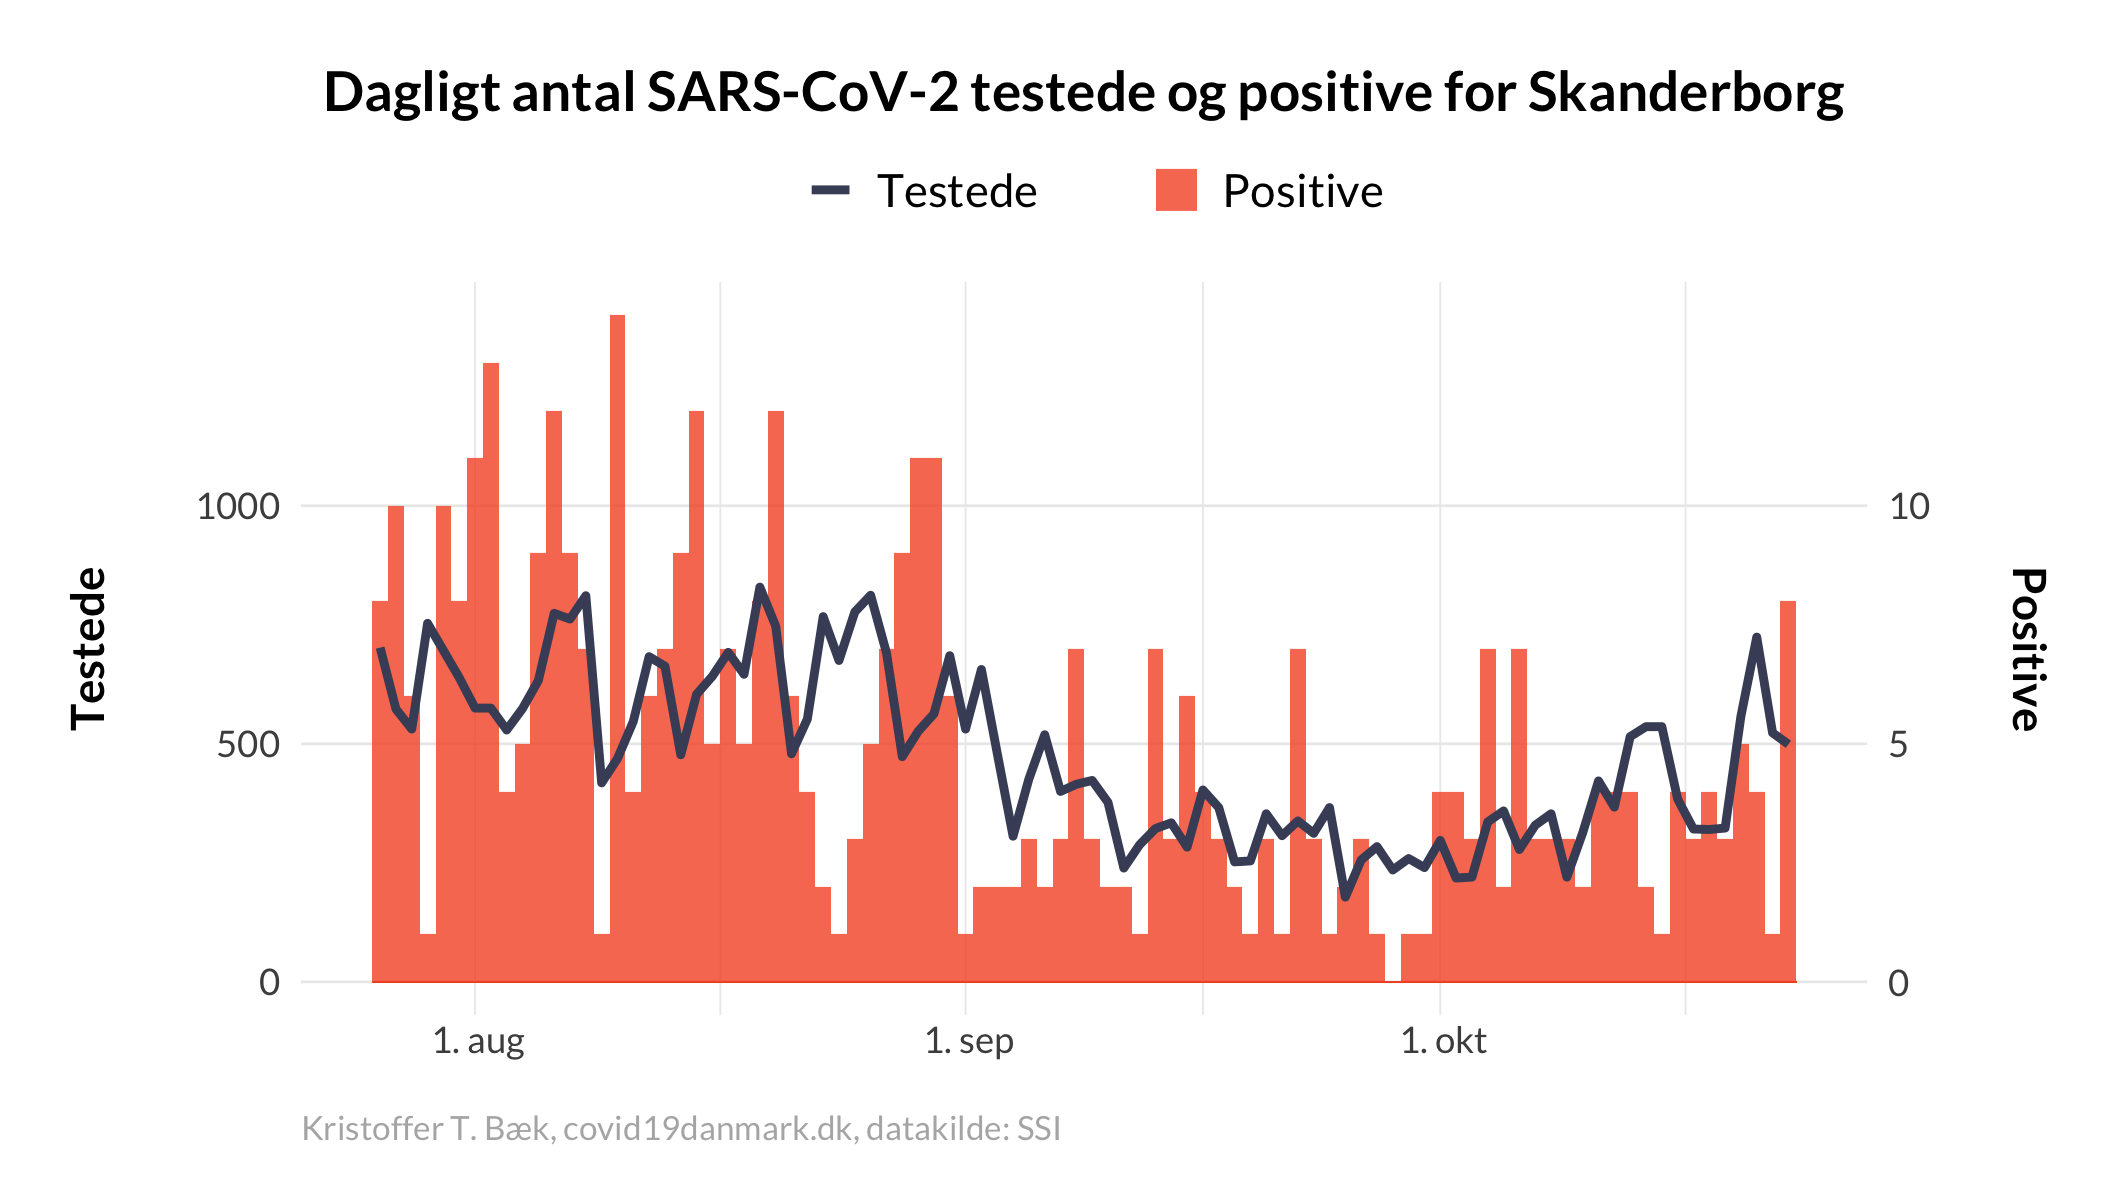 Dagligt antal SARS-CoV-2 testede og positive for Skanderborg
Testede
Positive
1000
500
0
Testede
10
5
0
Positive
1. aug
1. sep
1. okt
Kristoffer T. Bæk, covid19danmark.dk, datakilde: SSI